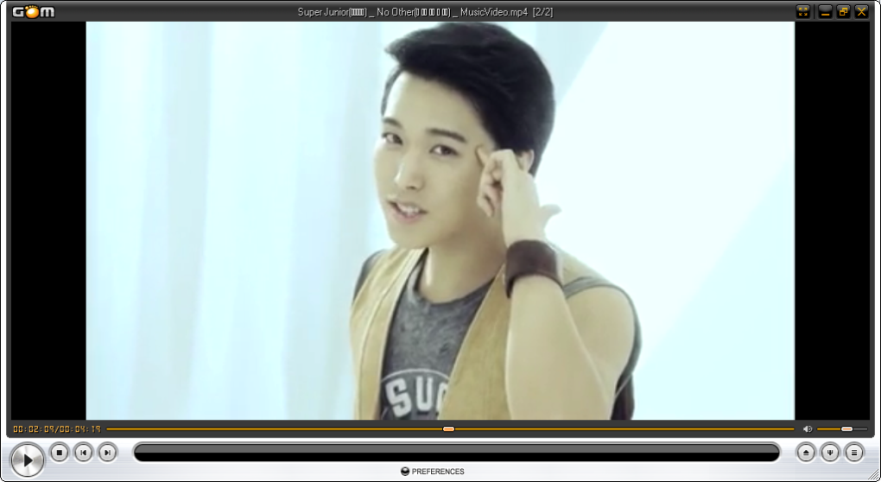 GOM
Super Junior(□□□□) _ No Other(□ □ □ □ □) _ MusicVideo.mp4 [2/2]
SU
00:02:09/00:04:19
PREFERENCES